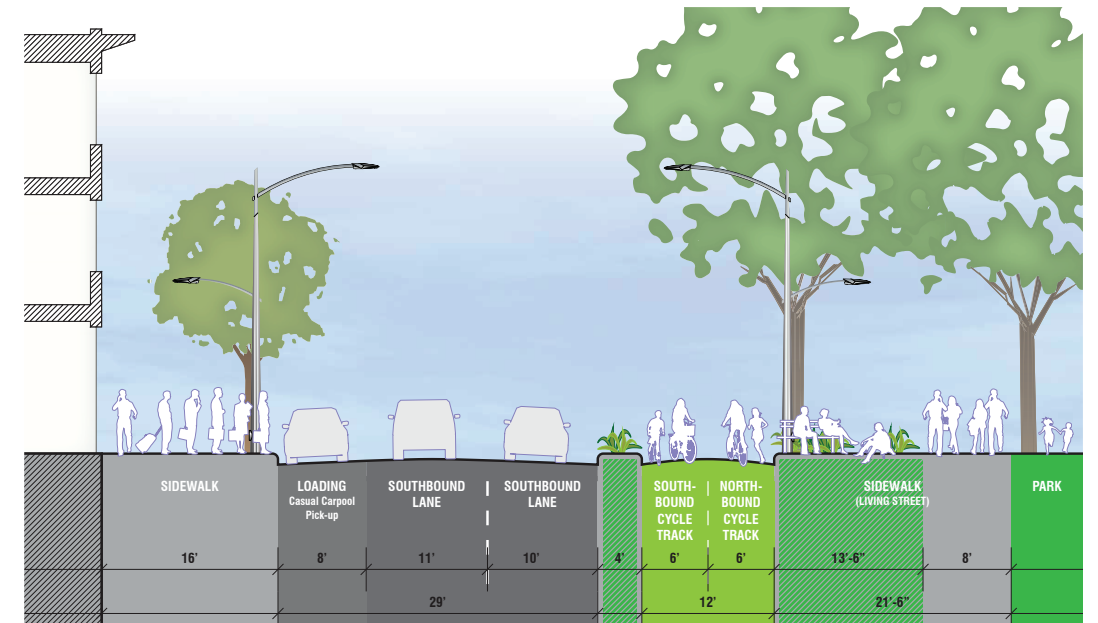 SIDEWALK
LOADING
Casual Carpool
Pick-up
SOUTHBOUND
LANE
SOUTHBOUND
LANE
SOUTH-
BOUND
CYCLE
TRACK
NORTH-
BOUND
CYCLE
TRACK
SIDEWALK
(LIVING STREET)
PARK
16’
8’
11’
10’
4’
6’
6’
13’-6”
8’
29’
12’
21’-6”